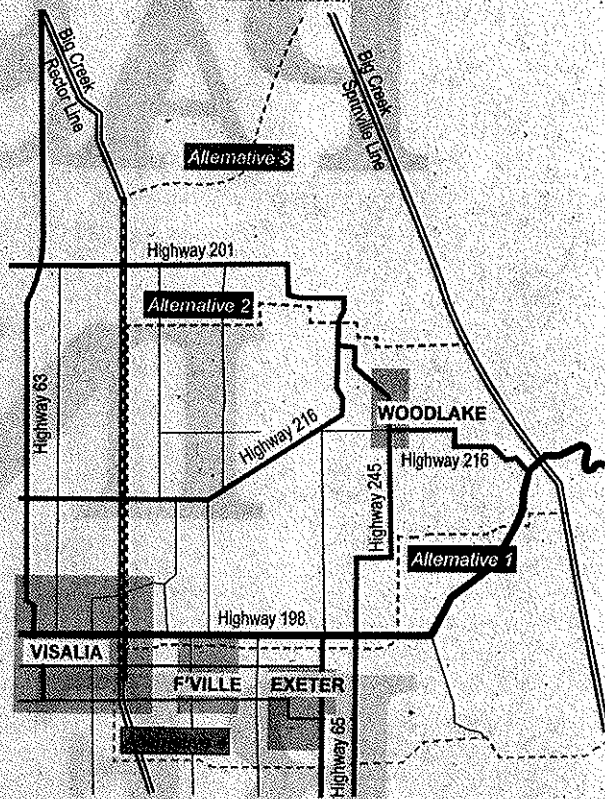 Big Creek
Rector Line
Big Creek
Sprinville Line
Alternative 3
Highway 201
Alternative 2
Highway 63
WOODLAKE
Highway 216
Highway 216
Highway 245
Alternative 1
Highway 198
VISALIA
F'VILLE
EXETER
Highway 65